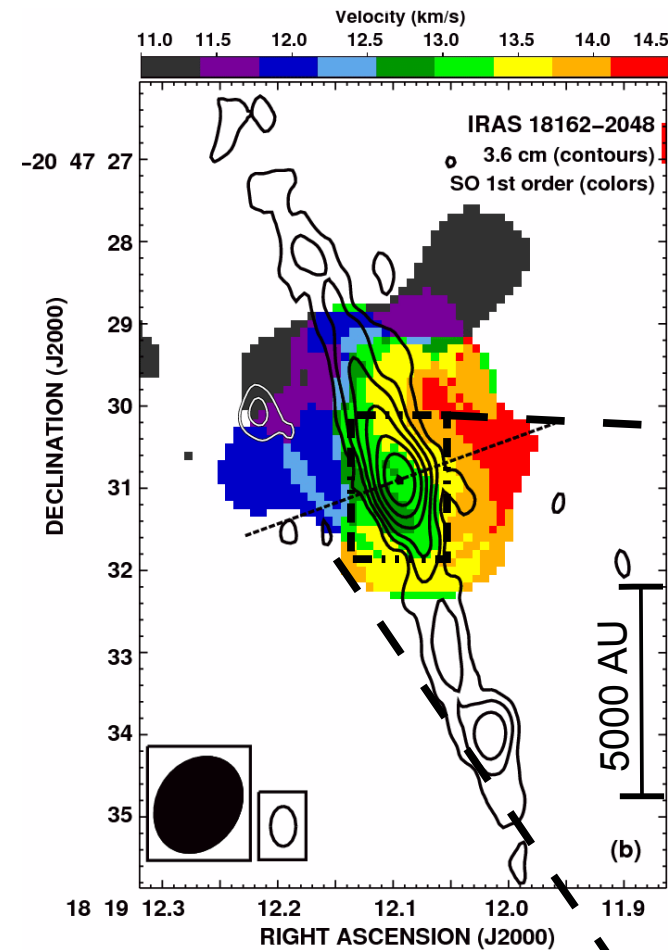 Velocity (km/s)
11.0 11.5 12.0 12.5 13.0 13.5 14.0 14.5
IRAS 18162−2048
3.6 cm (contours)
SO 1st order (colors)
−20 47 27
28
29
30
31
32
33
34
35
DECLINATION (J2000)
5000 AU
(b)
18 19 12.3 12.2 12.1 12.0 11.9
RIGHT ASCENSION (J2000)